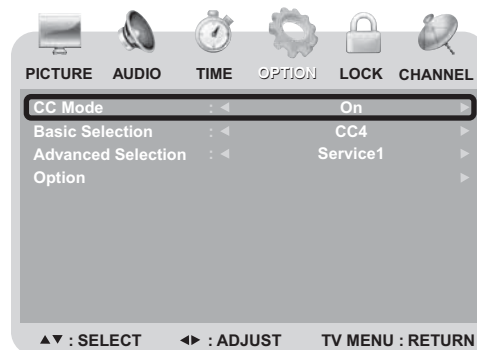 PICTURE AUDIO TIME OPTION LOCK CHANNEL
CC Mode : ◀ On ▶
Basic Selection : ◀ CC4 ▶
Advanced Selection : ◀ Service1 ▶
Option ▶
▲▼ : SELECT ◀▶ : ADJUST TV MENU : RETURN